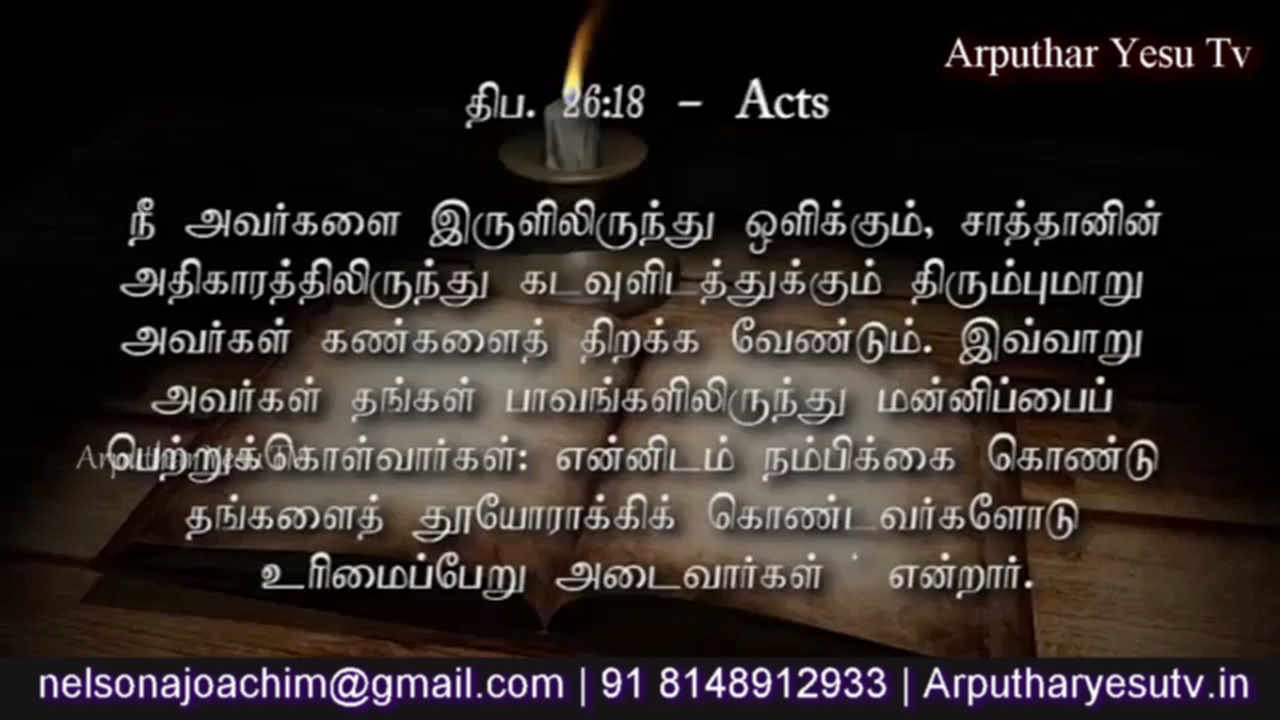 Arputhar Yesu Tv
திப. 26:18 – Acts
நீ அவர்களை இருளிலிருந்து ஒளிக்கும், சாத்தானின்
அதிகாரத்திலிருந்து கடவுளிடத்துக்கும் திரும்புமாறு
அவர்கள் கண்களைத் திறக்க வேண்டும். இவ்வாறு
அவர்கள் தங்கள் பாவங்களிலிருந்து மன்னிப்பைப்
பெற்றுக்கொள்வார்கள்: என்னிடம் நம்பிக்கை கொண்டு
தங்களைத் தூயோராக்கிக் கொண்டவர்களோடு
உரிமைப்பேறு அடைவார்கள் ' என்றார்.
nelsonajoachim@gmail.com | 91 8148912933 | Arputharyesutv.in